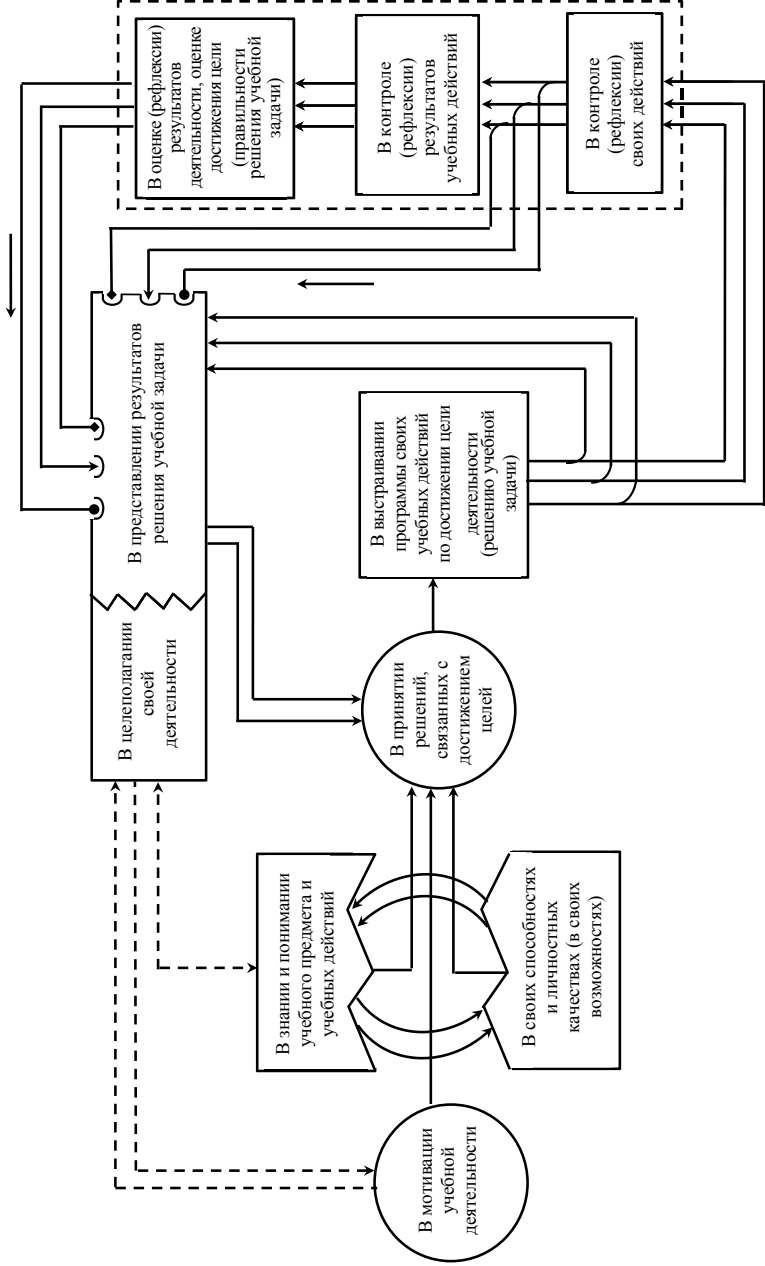 В мотивации
учебной
деятельности
В знании и понимании
учебного предмета и
учебных действий
В своих способностях
и личностных
качествах (в своих
возможностях)
В целеполагании
своей
деятельности
В представлении результатов
решения учебной задачи
В принятии
решений,
связанных с
достижением
целей
В выстраивании
программы своих
учебных действий
по достижении цели
деятельности
(решению учебной
задачи)
В оценке (рефлексии)
результатов
деятельности, оценке
достижения цели
(правильности
решения учебной
задачи)
В контроле
(рефлексии)
результатов
учебных действий
В контроле
(рефлексии)
своих действий